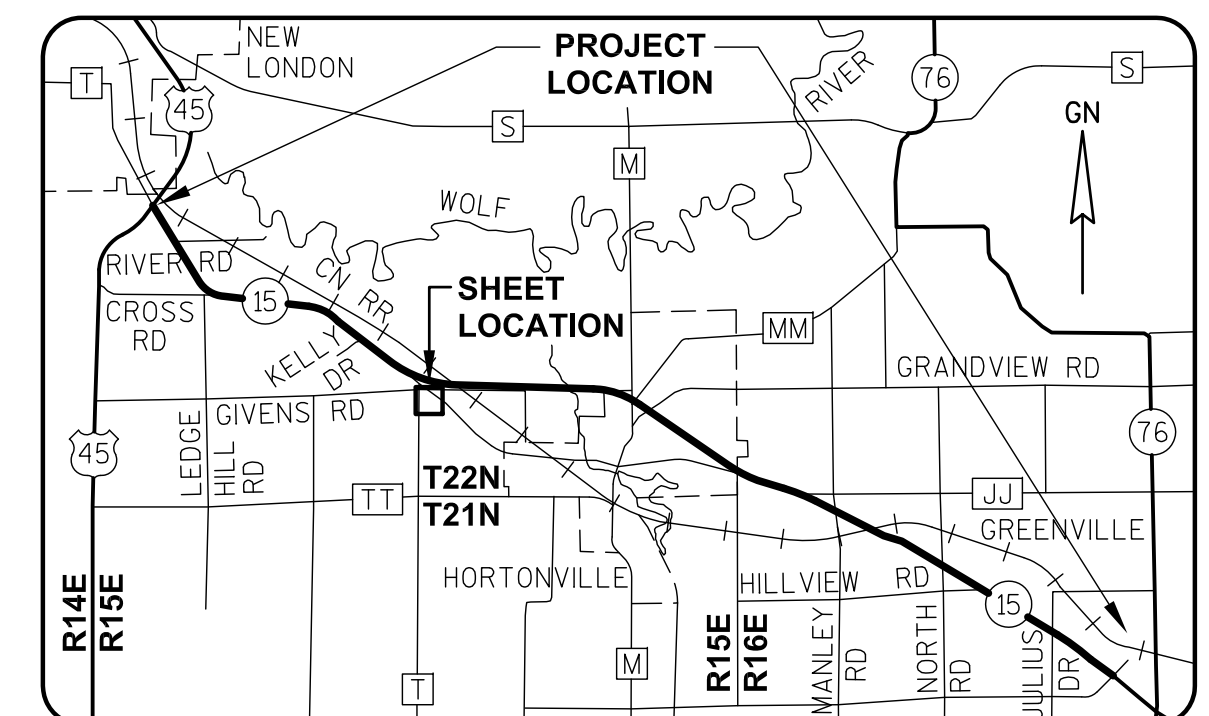 NEW
LONDON
PROJECT
LOCATION
RIVER
76
S
T
45
S
GN
M
WOLF
RIVER RD
CN RR
SHEET
LOCATION
15
CROSS
RD
KELLY
DR
MM
GRANDVIEW RD
GIVENS RD
LEDGE
HILL
RD
45
76
T22N
T21N
TT
JJ
GREENVILLE
HORTONVILLE
HILLVIEW RD
15
R14E
R15E
R15E
R16E
MANLEY
RD
NORTH
RD
JULIUS
DR
T
M